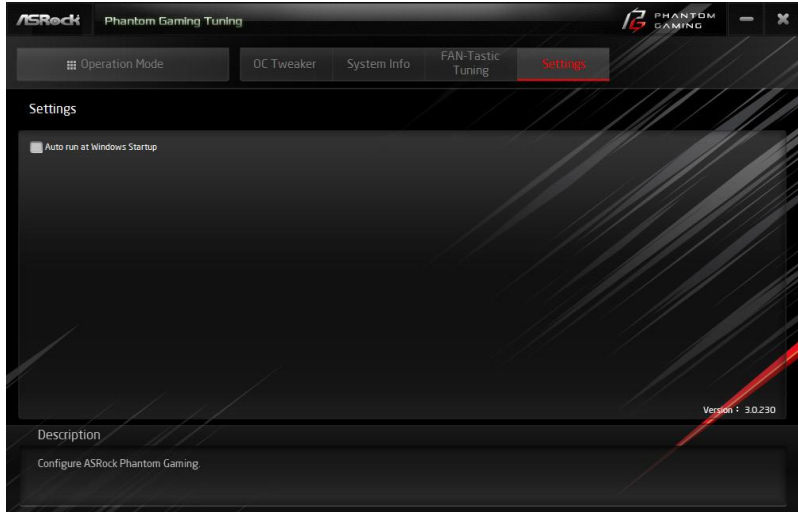 ASRock Phantom Gaming Tuning PHANTOM GAMING
Operation Mode OC Tweaker System Info FAN-Tastic Tuning Settings
Settings
Auto run at Windows Startup
Version : 3.0.230
Description
Configure ASRock Phantom Gaming.